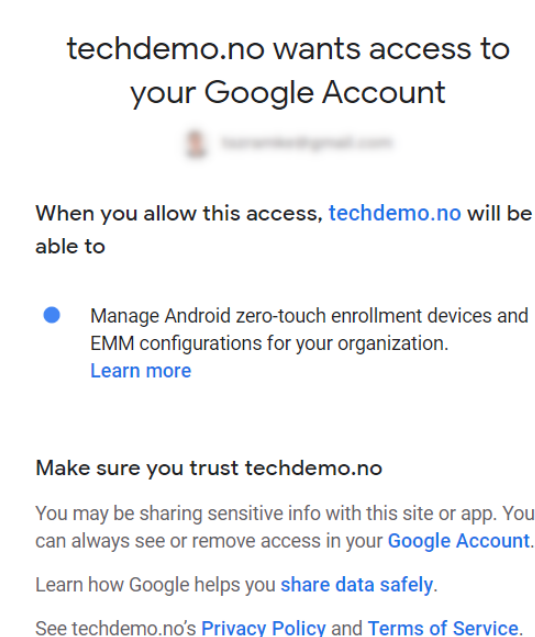 techdemo.no wants access to
your Google Account
When you allow this access, techdemo.no will be
able to
Manage Android zero-touch enrollment devices and
EMM configurations for your organization.
Learn more
Make sure you trust techdemo.no
You may be sharing sensitive info with this site or app. You
can always see or remove access in your Google Account.
Learn how Google helps you share data safely.
See techdemo.no's Privacy Policy and Terms of Service.